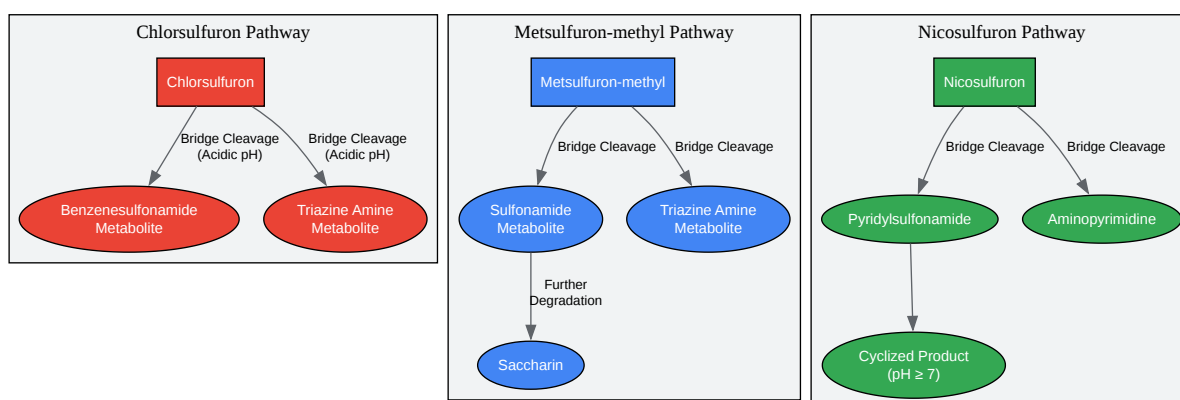 Chlorsulfuron Pathway
Chlorsulfuron
Bridge Cleavage
(Acidic pH)
Bridge Cleavage
(Acidic pH)
Benzenesulfonamide
Metabolite
Triazine Amine
Metabolite
Metsulfuron-methyl Pathway
Metsulfuron-methyl
Bridge Cleavage
Bridge Cleavage
Sulfonamide
Metabolite
Triazine Amine
Metabolite
Further
Degradation
Saccharin
Nicosulfuron Pathway
Nicosulfuron
Bridge Cleavage
Bridge Cleavage
Pyridylsulfonamide
Aminopyrimidine
Cyclized Product
(pH ≥ 7)